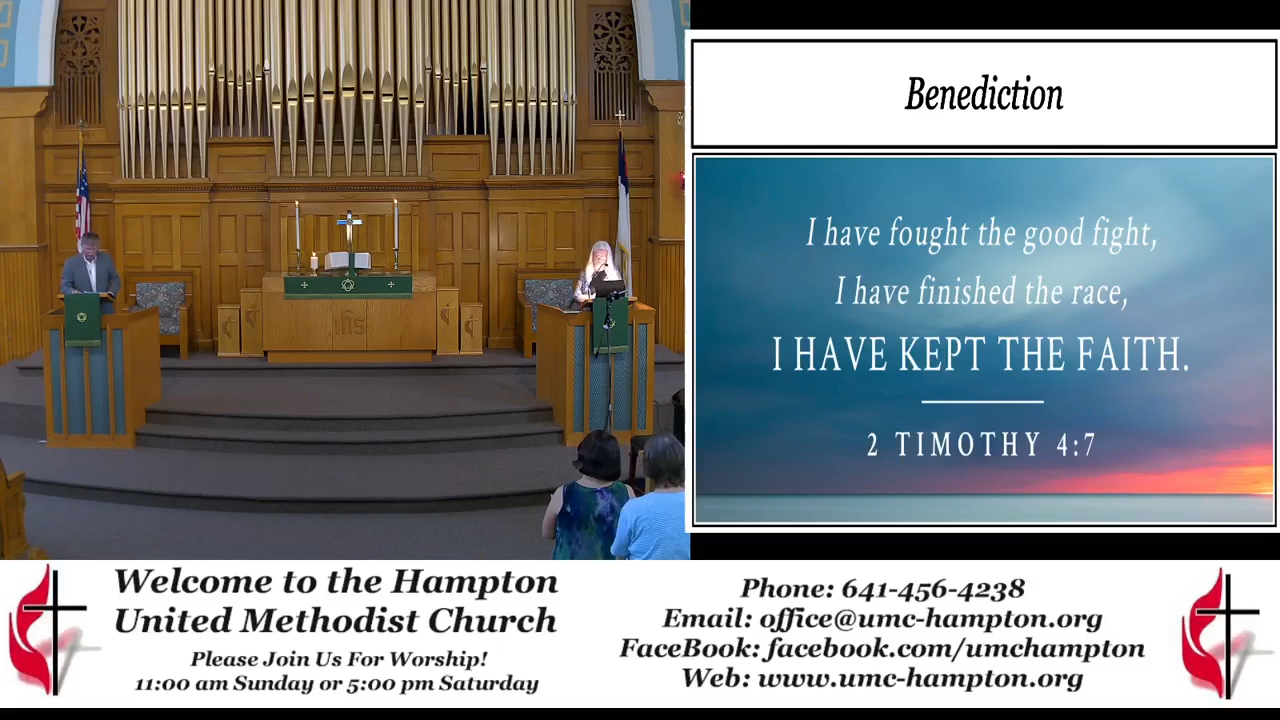 Benediction
I have fought the good fight,
I have finished the race,
I HAVE KEPT THE FAITH.
2 TIMOTHY 4:7
ihs
Welcome to the Hampton
United Methodist Church
Please Join Us For Worship!
11:00 am Sunday or 5:00 pm Saturday
Phone: 641-456-4238
Email: office@umc-hampton.org
FaceBook: facebook.com/umchampton
Web: www.umc-hampton.org